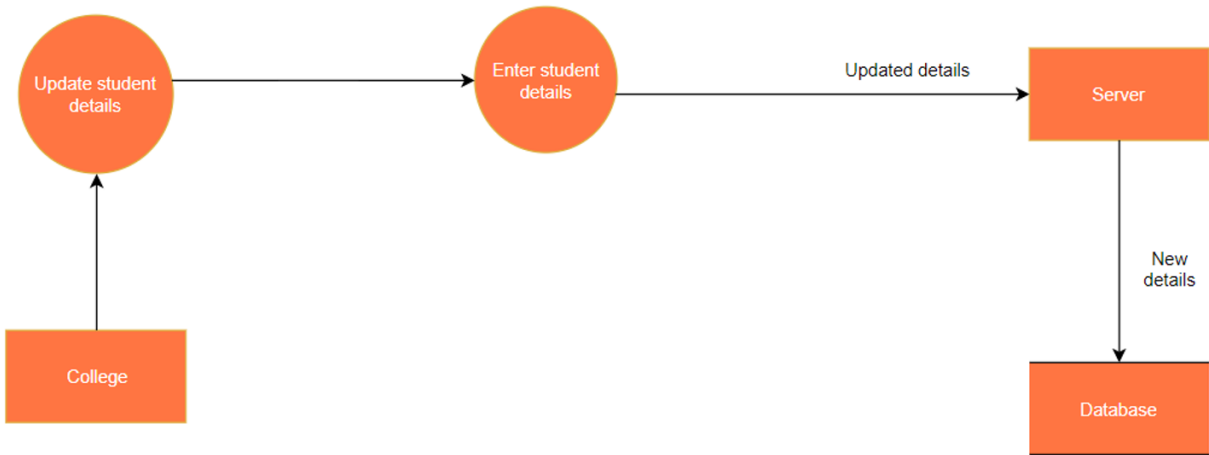 Update student
details
Enter student
details
Updated details
Server
New
details
College
Database